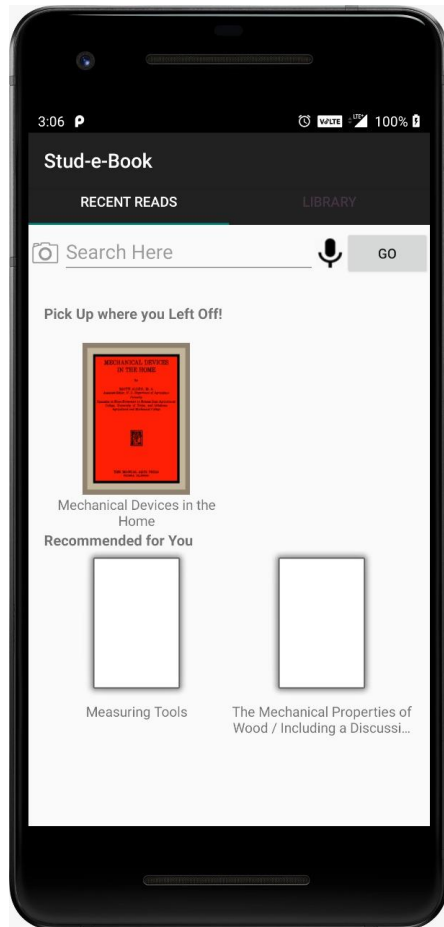 3:06 VoLTE LTE 100%
Stud-e-Book
RECENT READS LIBRARY
Search Here GO
Pick Up where you Left Off!
MECHANICAL DEVICES
IN THE HOME
Mechanical Devices in the
Home
Recommended for You
Measuring Tools The Mechanical Properties of
Wood / Including a Discussi...